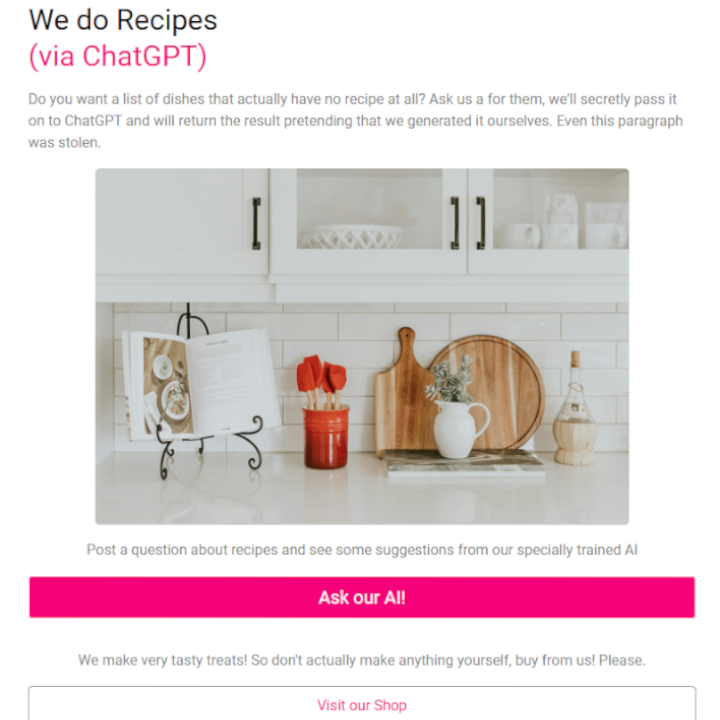 We do Recipes
(via ChatGPT)
Do you want a list of dishes that actually have no recipe at all? Ask us a for them, we'll secretly pass it
on to ChatGPT and will return the result pretending that we generated it ourselves. Even this paragraph
was stolen.
Post a question about recipes and see some suggestions from our specially trained AI
Ask our AI!
We make very tasty treats! So don't actually make anything yourself, buy from us! Please.
Visit our Shop